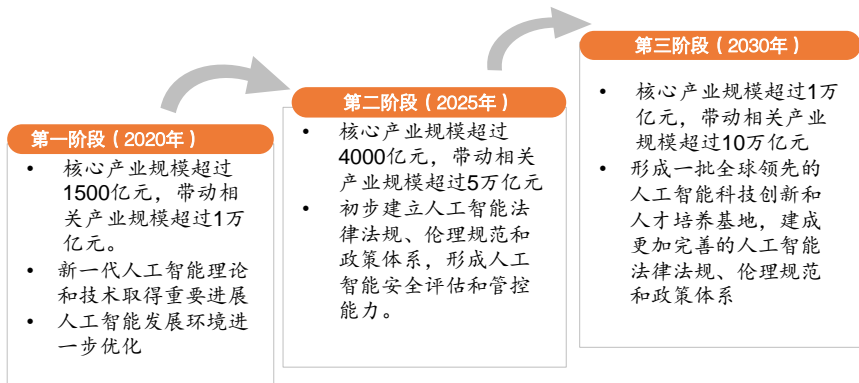 第一阶段（2020年）
• 核心产业规模超过
1500亿元，带动相
关产业规模超过1万
亿元。
• 新一代人工智能理论
和技术取得重要进展
• 人工智能发展环境进
一步优化
第二阶段（2025年）
• 核心产业规模超过
4000亿元，带动相关
产业规模超过5万亿元
• 初步建立人工智能法
律法规、伦理规范和
政策体系，形成人工
智能安全评估和管控
能力。
第三阶段（2030年）
• 核心产业规模超过1万
亿元，带动相关产业
规模超过10万亿元
• 形成一批全球领先的
人工智能科技创新和
人才培养基地，建成
更加完善的人工智能
法律法规、伦理规范
和政策体系